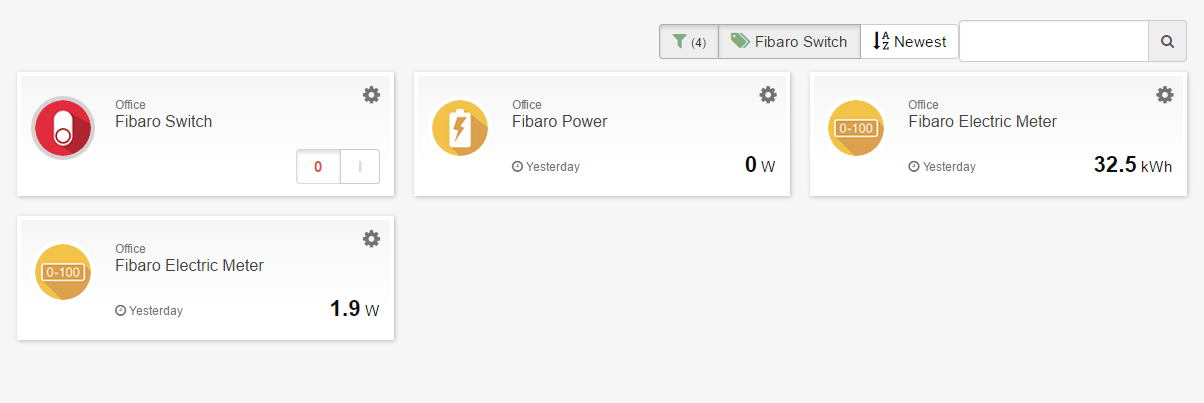 (4) Fibaro Switch A Z Newest
Office
Fibaro Switch
0 I
Office
Fibaro Power
Yesterday 0 W
0-100
Office
Fibaro Electric Meter
Yesterday 32.5 kWh
0-100
Office
Fibaro Electric Meter
Yesterday 1.9 W